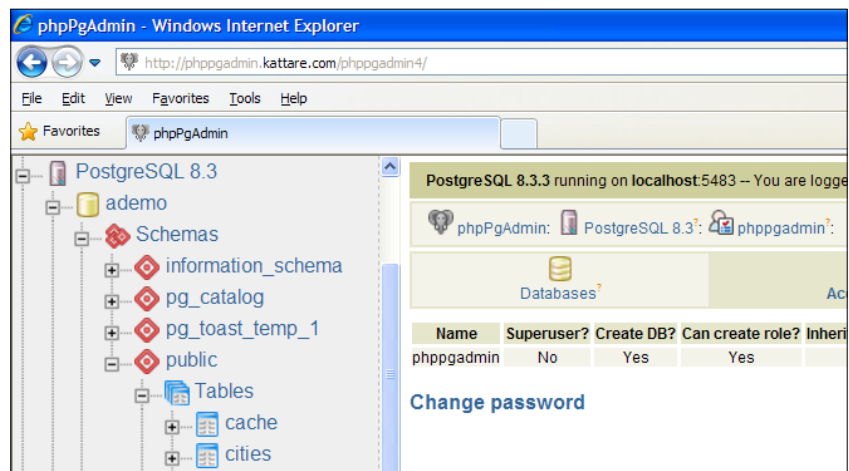 phpPgAdmin - Windows Internet Explorer
http://phppgadmin.kattare.com/phppgadmin4/
File Edit View Favorites Tools Help
Favorites phpPgAdmin
PostgreSQL 8.3
ademo
Schemas
information_schema
pg_catalog
pg_toast_temp_1
public
Tables
cache
cities
PostgreSQL 8.3.3 running on localhost:5483 -- You are logge
phpPgAdmin: PostgreSQL 8.3?: phppgadmin?:
Databases? Acc
Name Superuser? Create DB? Can create role? Inheri
phppgadmin No Yes Yes
Change password